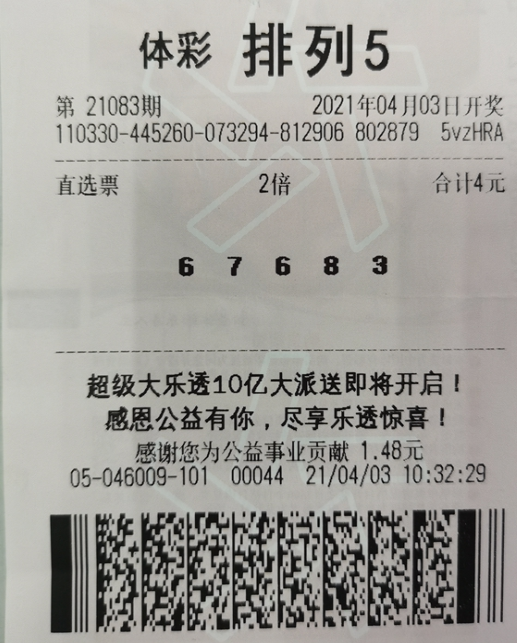 体彩 排列5
第 21083期 2021年04月03日开奖
110330-445260-073294-812906 802879 5vzHRA
直选票 2倍 合计4元
6 7 6 8 3
超级大乐透10亿大派送即将开启！
感恩公益有你，尽享乐透惊喜！
感谢您为公益事业贡献 1.48元
05-046009-101 00044 21/04/03 10:32:29